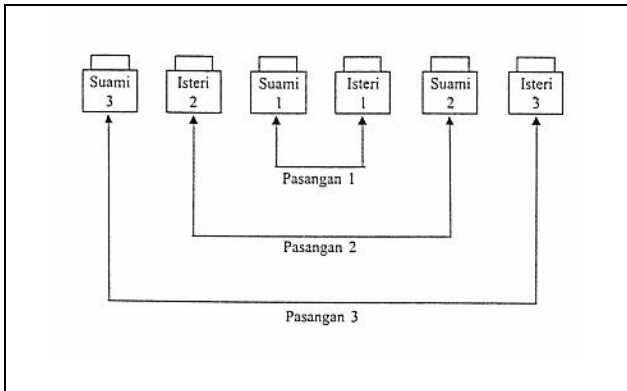 Suami
3
Isteri
2
Suami
1
Isteri
1
Suami
2
Isteri
3
Pasangan 1
Pasangan 2
Pasangan 3